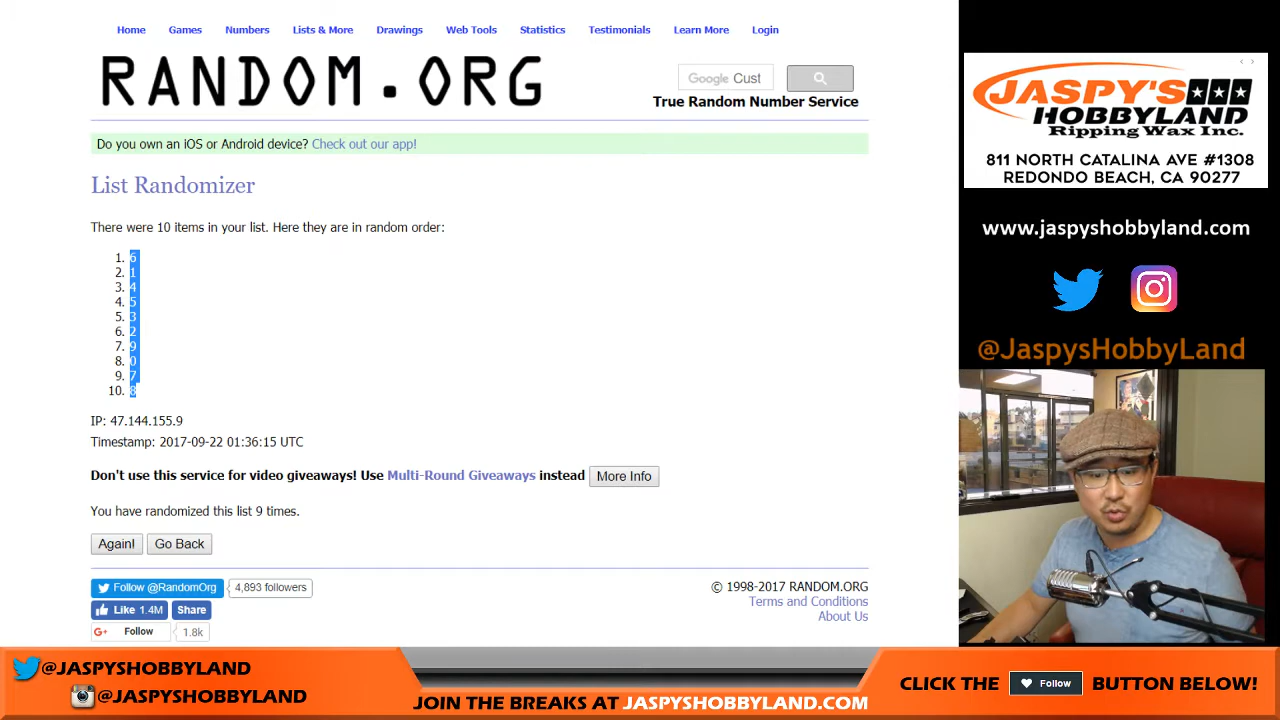 Home Games Numbers Lists & More Drawings Web Tools Statistics Testimonials Learn More Login
RANDOM.ORG
Google Cust
True Random Number Service
Do you own an iOS or Android device? Check out our app!
List Randomizer
There were 10 items in your list. Here they are in random order:
1. 6
2. 1
3. 4
4. 5
5. 3
6. 2
7. 9
8. 0
9. 7
10. 8
IP: 47.144.155.9
Timestamp: 2017-09-22 01:36:15 UTC
Don't use this service for video giveaways! Use Multi-Round Giveaways instead More Info
You have randomized this list 9 times.
Again! Go Back
Follow @RandomOrg 4,893 followers
Like 1.4M Share
G+ Follow 1.8k
© 1998-2017 RANDOM.ORG
Terms and Conditions
About Us
JASPY'S
HOBBYLAND
Ripping Wax Inc.
811 NORTH CATALINA AVE #1308
REDONDO BEACH, CA 90277
www.jaspyshobbyland.com
@JaspysHobbyLand
@JASPYSHOBBYLAND
@JASPYSHOBBYLAND
JOIN THE BREAKS AT JASPYSHOBBYLAND.COM
CLICK THE Follow BUTTON BELOW!